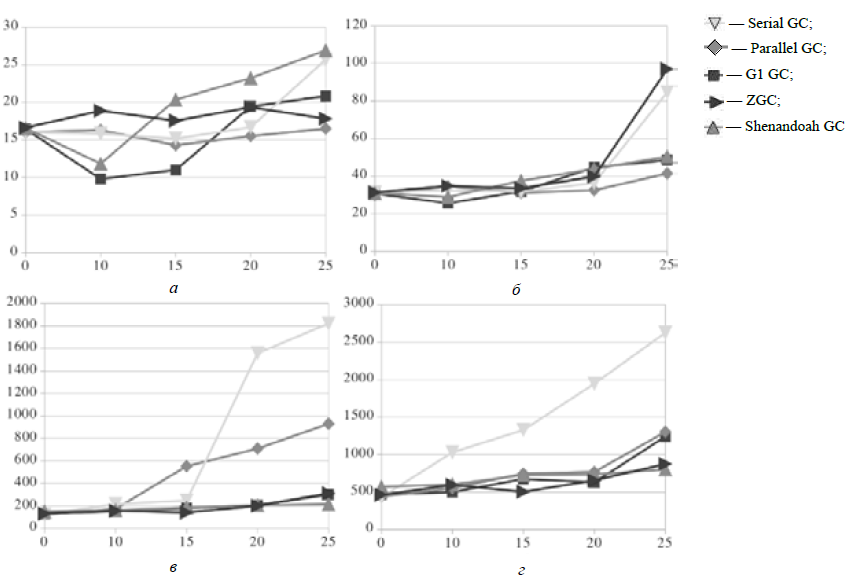 30
25
20
15
10
5
0
0 10 15 20 25
а
120
100
80
60
40
20
0
0 10 15 20 25
б
— Serial GC;
— Parallel GC;
— G1 GC;
— ZGC;
— Shenandoah GC
2000
1800
1600
1400
1200
1000
800
600
400
200
0
0 10 15 20 25
в
3000
2500
2000
1500
1000
500
0
0 10 15 20 25
г